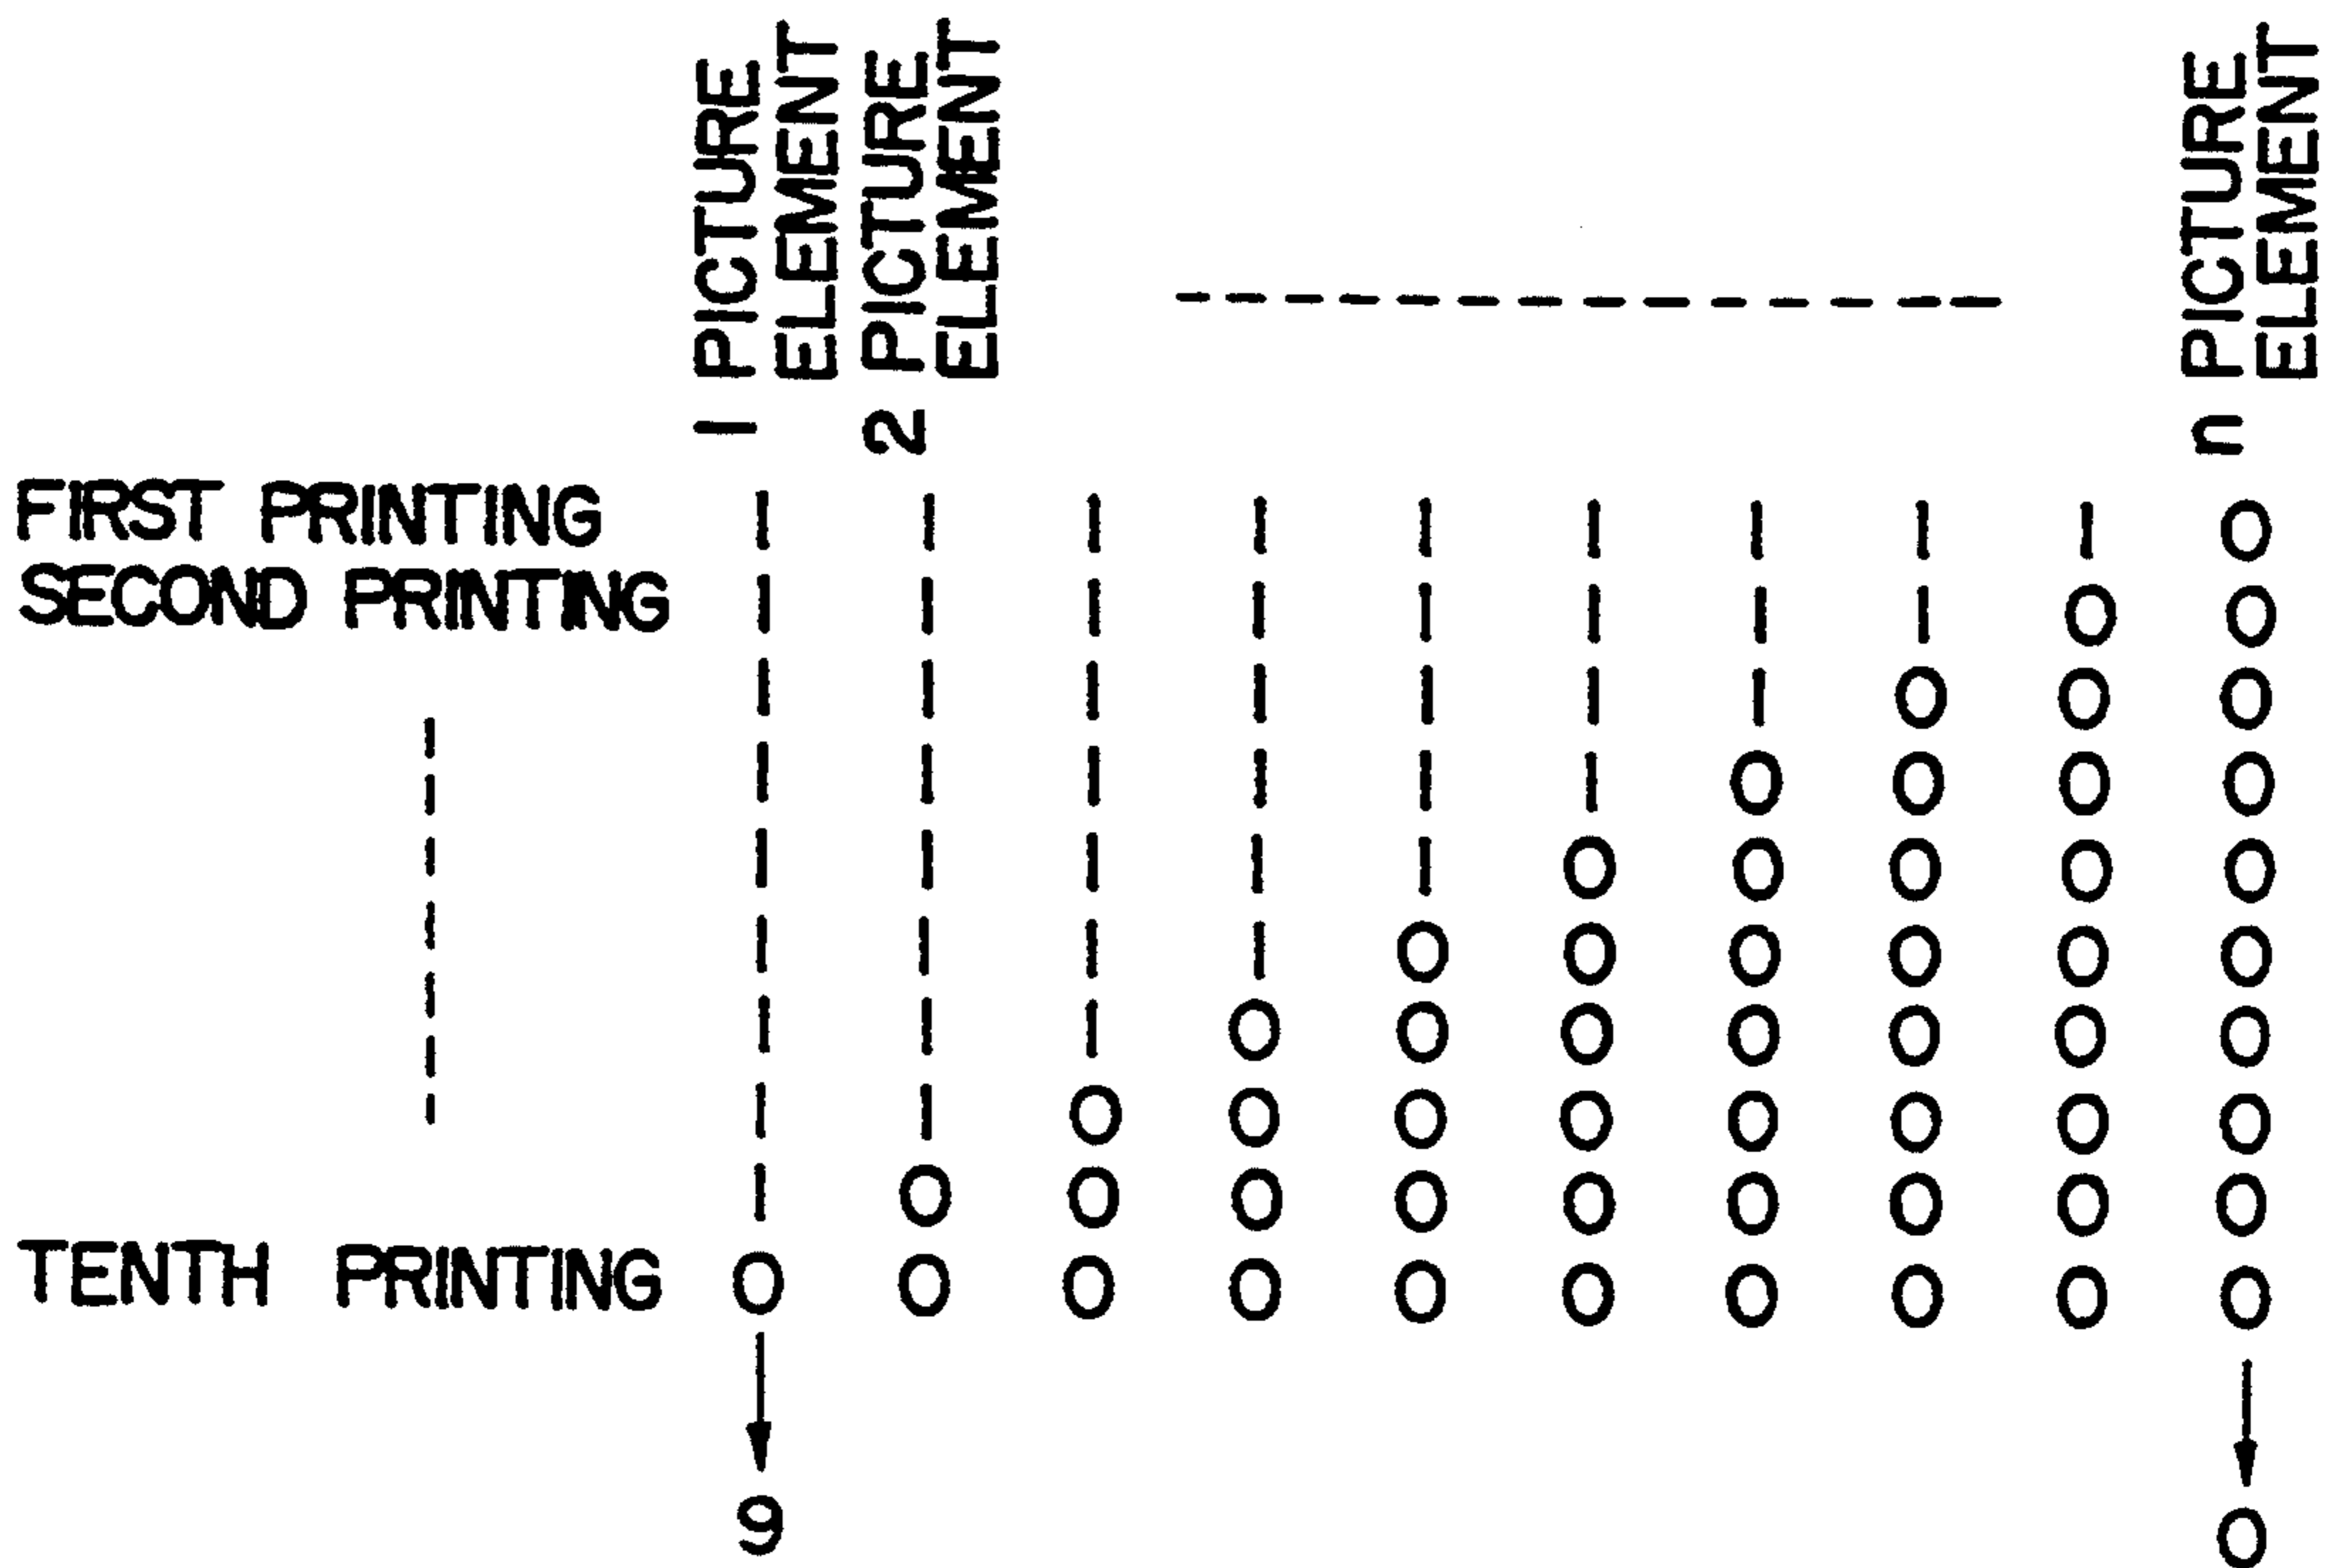 1 PICTURE ELEMENT
2 PICTURE ELEMENT
n PICTURE ELEMENT
FIRST PRINTING 1 1 1 1 1 1 1 1 1 0
SECOND PRINTING 1 1 1 1 1 1 1 1 0 0
1 1 1 1 1 1 1 0 0 0
1 1 1 1 1 1 0 0 0 0
1 1 1 1 1 0 0 0 0 0
1 1 1 1 0 0 0 0 0 0
1 1 1 0 0 0 0 0 0 0
1 1 0 0 0 0 0 0 0 0
1 0 0 0 0 0 0 0 0 0
TENTH PRINTING 0 0 0 0 0 0 0 0 0 0
9 0